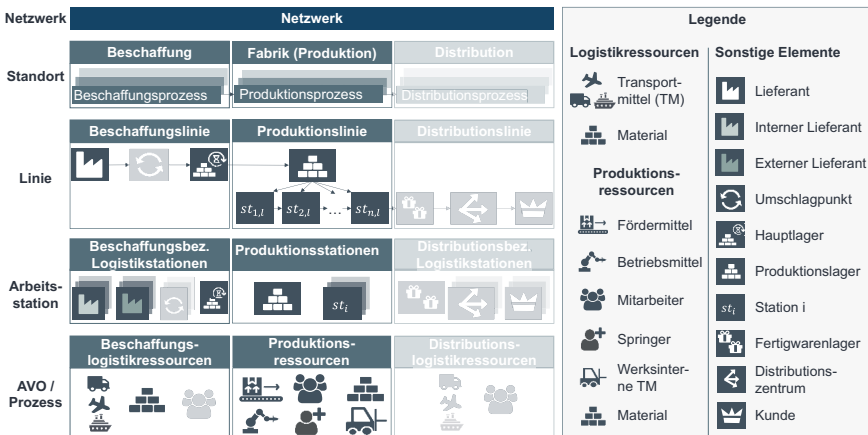 Netzwerk
Netzwerk
Standort
Beschaffung
Fabrik (Produktion)
Distribution
Beschaffungsprozess
Produktionsprozess
Distributionsprozess
Linie
Beschaffungslinie
Produktionslinie
Distributionslinie
st1,l
st2,l
...
stn,l
Arbeits-
station
Beschaffungsbez.
Logistikstationen
Produktionsstationen
Distributionsbez.
Logistikstationen
sti
AVO /
Prozess
Beschaffungs-
logistikressourcen
Produktions-
ressourcen
Distributions-
logistikressourcen
Legende
Logistikressourcen
Transport-
mittel (TM)
Material
Produktions-
ressourcen
Fördermittel
Betriebsmittel
Mitarbeiter
Springer
Werksinter-
ne TM
Material
Sonstige Elemente
Lieferant
Interner Lieferant
Externer Lieferant
Umschlagpunkt
Hauptlager
Produktionslager
sti
Station i
Fertigwarenlager
Distributions-
zentrum
Kunde